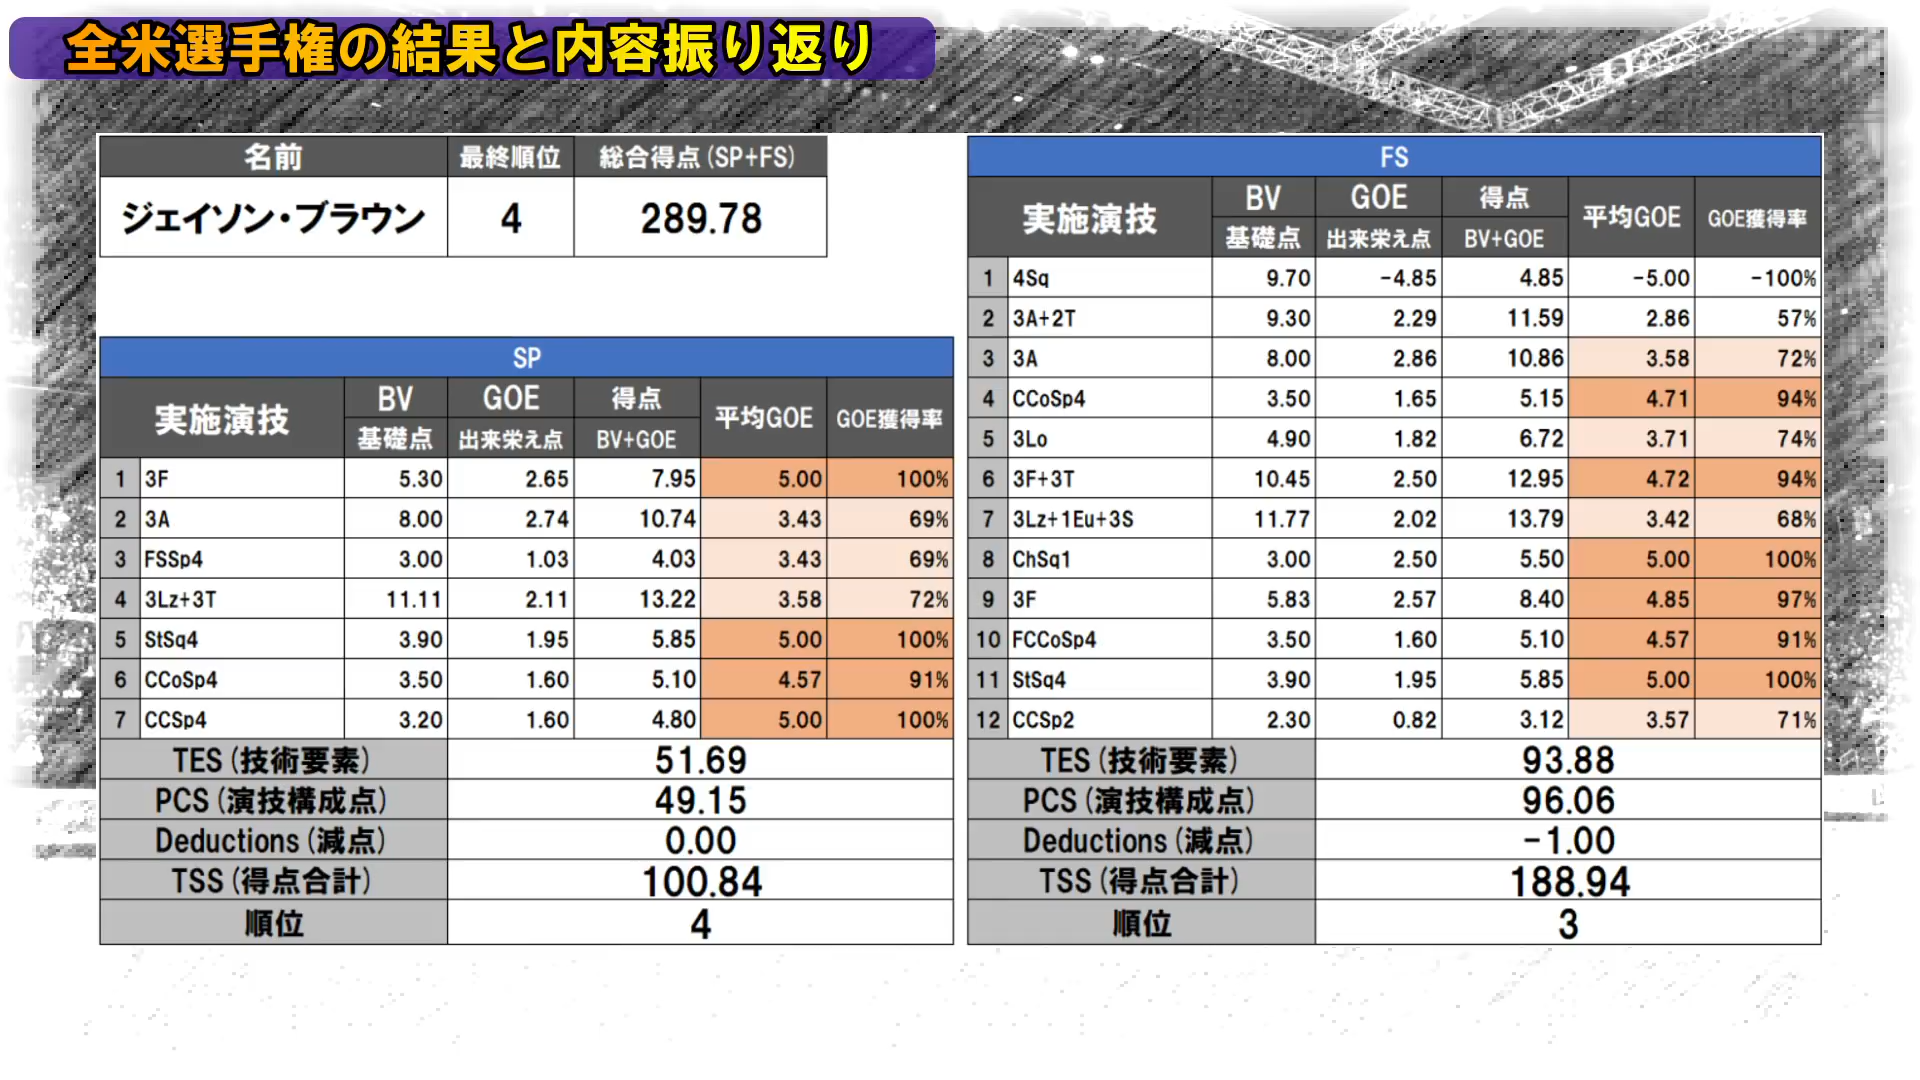 全米選手権の結果と内容振り返り
名前 最終順位 総合得点(SP+FS)
ジェイソン・ブラウン 4 289.78
SP
実施演技 BV GOE 得点 平均GOE GOE獲得率
基礎点 出来栄え点 BV+GOE
1 3F 5.30 2.65 7.95 5.00 100%
2 3A 8.00 2.74 10.74 3.43 69%
3 FSSp4 3.00 1.03 4.03 3.43 69%
4 3Lz+3T 11.11 2.11 13.22 3.58 72%
5 StSq4 3.90 1.95 5.85 5.00 100%
6 CCoSp4 3.50 1.60 5.10 4.57 91%
7 CCSp4 3.20 1.60 4.80 5.00 100%
TES(技術要素) 51.69
PCS(演技構成点) 49.15
Deductions(減点) 0.00
TSS(得点合計) 100.84
順位 4
FS
実施演技 BV GOE 得点 平均GOE GOE獲得率
基礎点 出来栄え点 BV+GOE
1 4Sq 9.70 -4.85 4.85 -5.00 -100%
2 3A+2T 9.30 2.29 11.59 2.86 57%
3 3A 8.00 2.86 10.86 3.58 72%
4 CCoSp4 3.50 1.65 5.15 4.71 94%
5 3Lo 4.90 1.82 6.72 3.71 74%
6 3F+3T 10.45 2.50 12.95 4.72 94%
7 3Lz+1Eu+3S 11.77 2.02 13.79 3.42 68%
8 ChSq1 3.00 2.50 5.50 5.00 100%
9 3F 5.83 2.57 8.40 4.85 97%
10 FCCoSp4 3.50 1.60 5.10 4.57 91%
11 StSq4 3.90 1.95 5.85 5.00 100%
12 CCSp2 2.30 0.82 3.12 3.57 71%
TES(技術要素) 93.88
PCS(演技構成点) 96.06
Deductions(減点) -1.00
TSS(得点合計) 188.94
順位 3